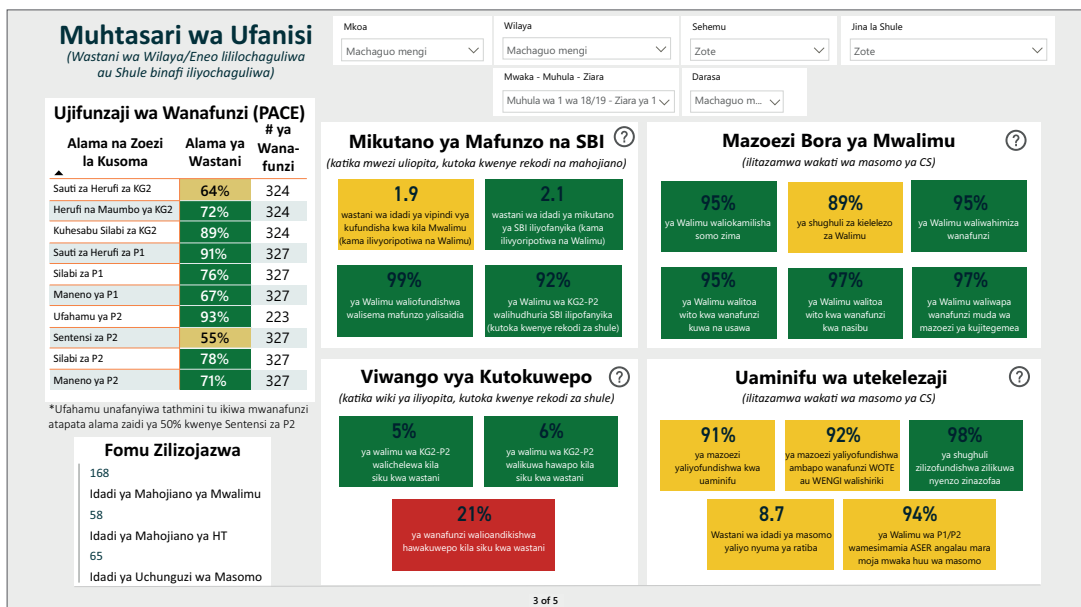 Muhtasari wa Ufanisi
(Wastani wa Wilaya/Eneo lililochaguliwa
au Shule binafi iliyochaguliwa)
Mkoa
Machaguo mengi
Wilaya
Machaguo mengi
Sehemu
Zote
Jina la Shule
Zote
Mwaka - Muhula - Ziara
Muhula wa 1 wa 18/19 - Ziara ya 1
Darasa
Machaguo m...
Ujifunzaji wa Wanafunzi (PACE)
Alama na Zoezi la Kusoma | Alama ya Wastani | # ya Wana-funzi
Sauti za Herufi za KG2 64% 324
Herufi na Maumbo ya KG2 72% 324
Kuhesabu Silabi za KG2 89% 324
Sauti za Herufi za P1 91% 327
Silabi za P1 76% 327
Maneno ya P1 67% 327
Ufahamu ya P2 93% 223
Sentensi za P2 55% 327
Silabi za P2 78% 327
Maneno ya P2 71% 327
*Ufahamu unafanyiwa tathmini tu ikiwa mwanafunzi
atapata alama zaidi ya 50% kwenye Sentensi za P2
Fomu Zilizojazwa
168
Idadi ya Mahojiano ya Mwalimu
58
Idadi ya Mahojiano ya HT
65
Idadi ya Uchunguzi wa Masomo
Mikutano ya Mafunzo na SBI
?
(katika mwezi uliopita, kutoka kwenye rekodi na mahojiano)
1.9
wastani wa idadi ya vipindi vya
kufundisha kwa kila Mwalimu
(kama ilivyoripotiwa na Walimu)
2.1
wastani wa idadi ya mikutano
ya SBI iliyofanyika (kama
ilivyoripotiwa na Walimu)
99%
ya Walimu waliofundishwa
walisema mafunzo yalisaidia
92%
ya Walimu wa KG2-P2
walihudhuria SBI ilipofanyika
(kutoka kwenye rekodi za shule)
Mazoezi Bora ya Mwalimu
?
(ilitazamwa wakati wa masomo ya CS)
95%
ya Walimu waliokamilisha
somo zima
89%
ya shughuli za kielelezo
za Walimu
95%
ya Walimu waliwahimiza
wanafunzi
95%
ya Walimu walitoa
wito kwa wanafunzi
kuwa na usawa
97%
ya Walimu walitoa
wito kwa wanafunzi
kwa nasibu
97%
ya Walimu waliwapa
wanafunzi muda wa
mazoezi ya kujitegemea
Viwango vya Kutokuwepo
?
(katika wiki ya iliyopita, kutoka kwenye rekodi za shule)
5%
ya walimu wa KG2-P2
walichelewa kila
siku kwa wastani
6%
ya walimu wa KG2-P2
walikuwa hawapo kila
siku kwa wastani
21%
ya wanafunzi walioandikishwa
hawakuwepo kila siku kwa wastani
Uaminifu wa utekelezaji
?
(ilitazamwa wakati wa masomo ya CS)
91%
ya mazoezi
yaliyofundishwa kwa
uaminifu
92%
ya mazoezi yaliyofundishwa
ambapo wanafunzi WOTE
au WENGI walishiriki
98%
ya shughuli
zilizofundishwa zilikuwa
nyenzo zinazofaa
8.7
Wastani wa idadi ya masomo
yaliyo nyuma ya ratiba
94%
ya Walimu wa P1/P2
wamesimamia ASER angalau mara
moja mwaka huu wa masomo
3 of 5